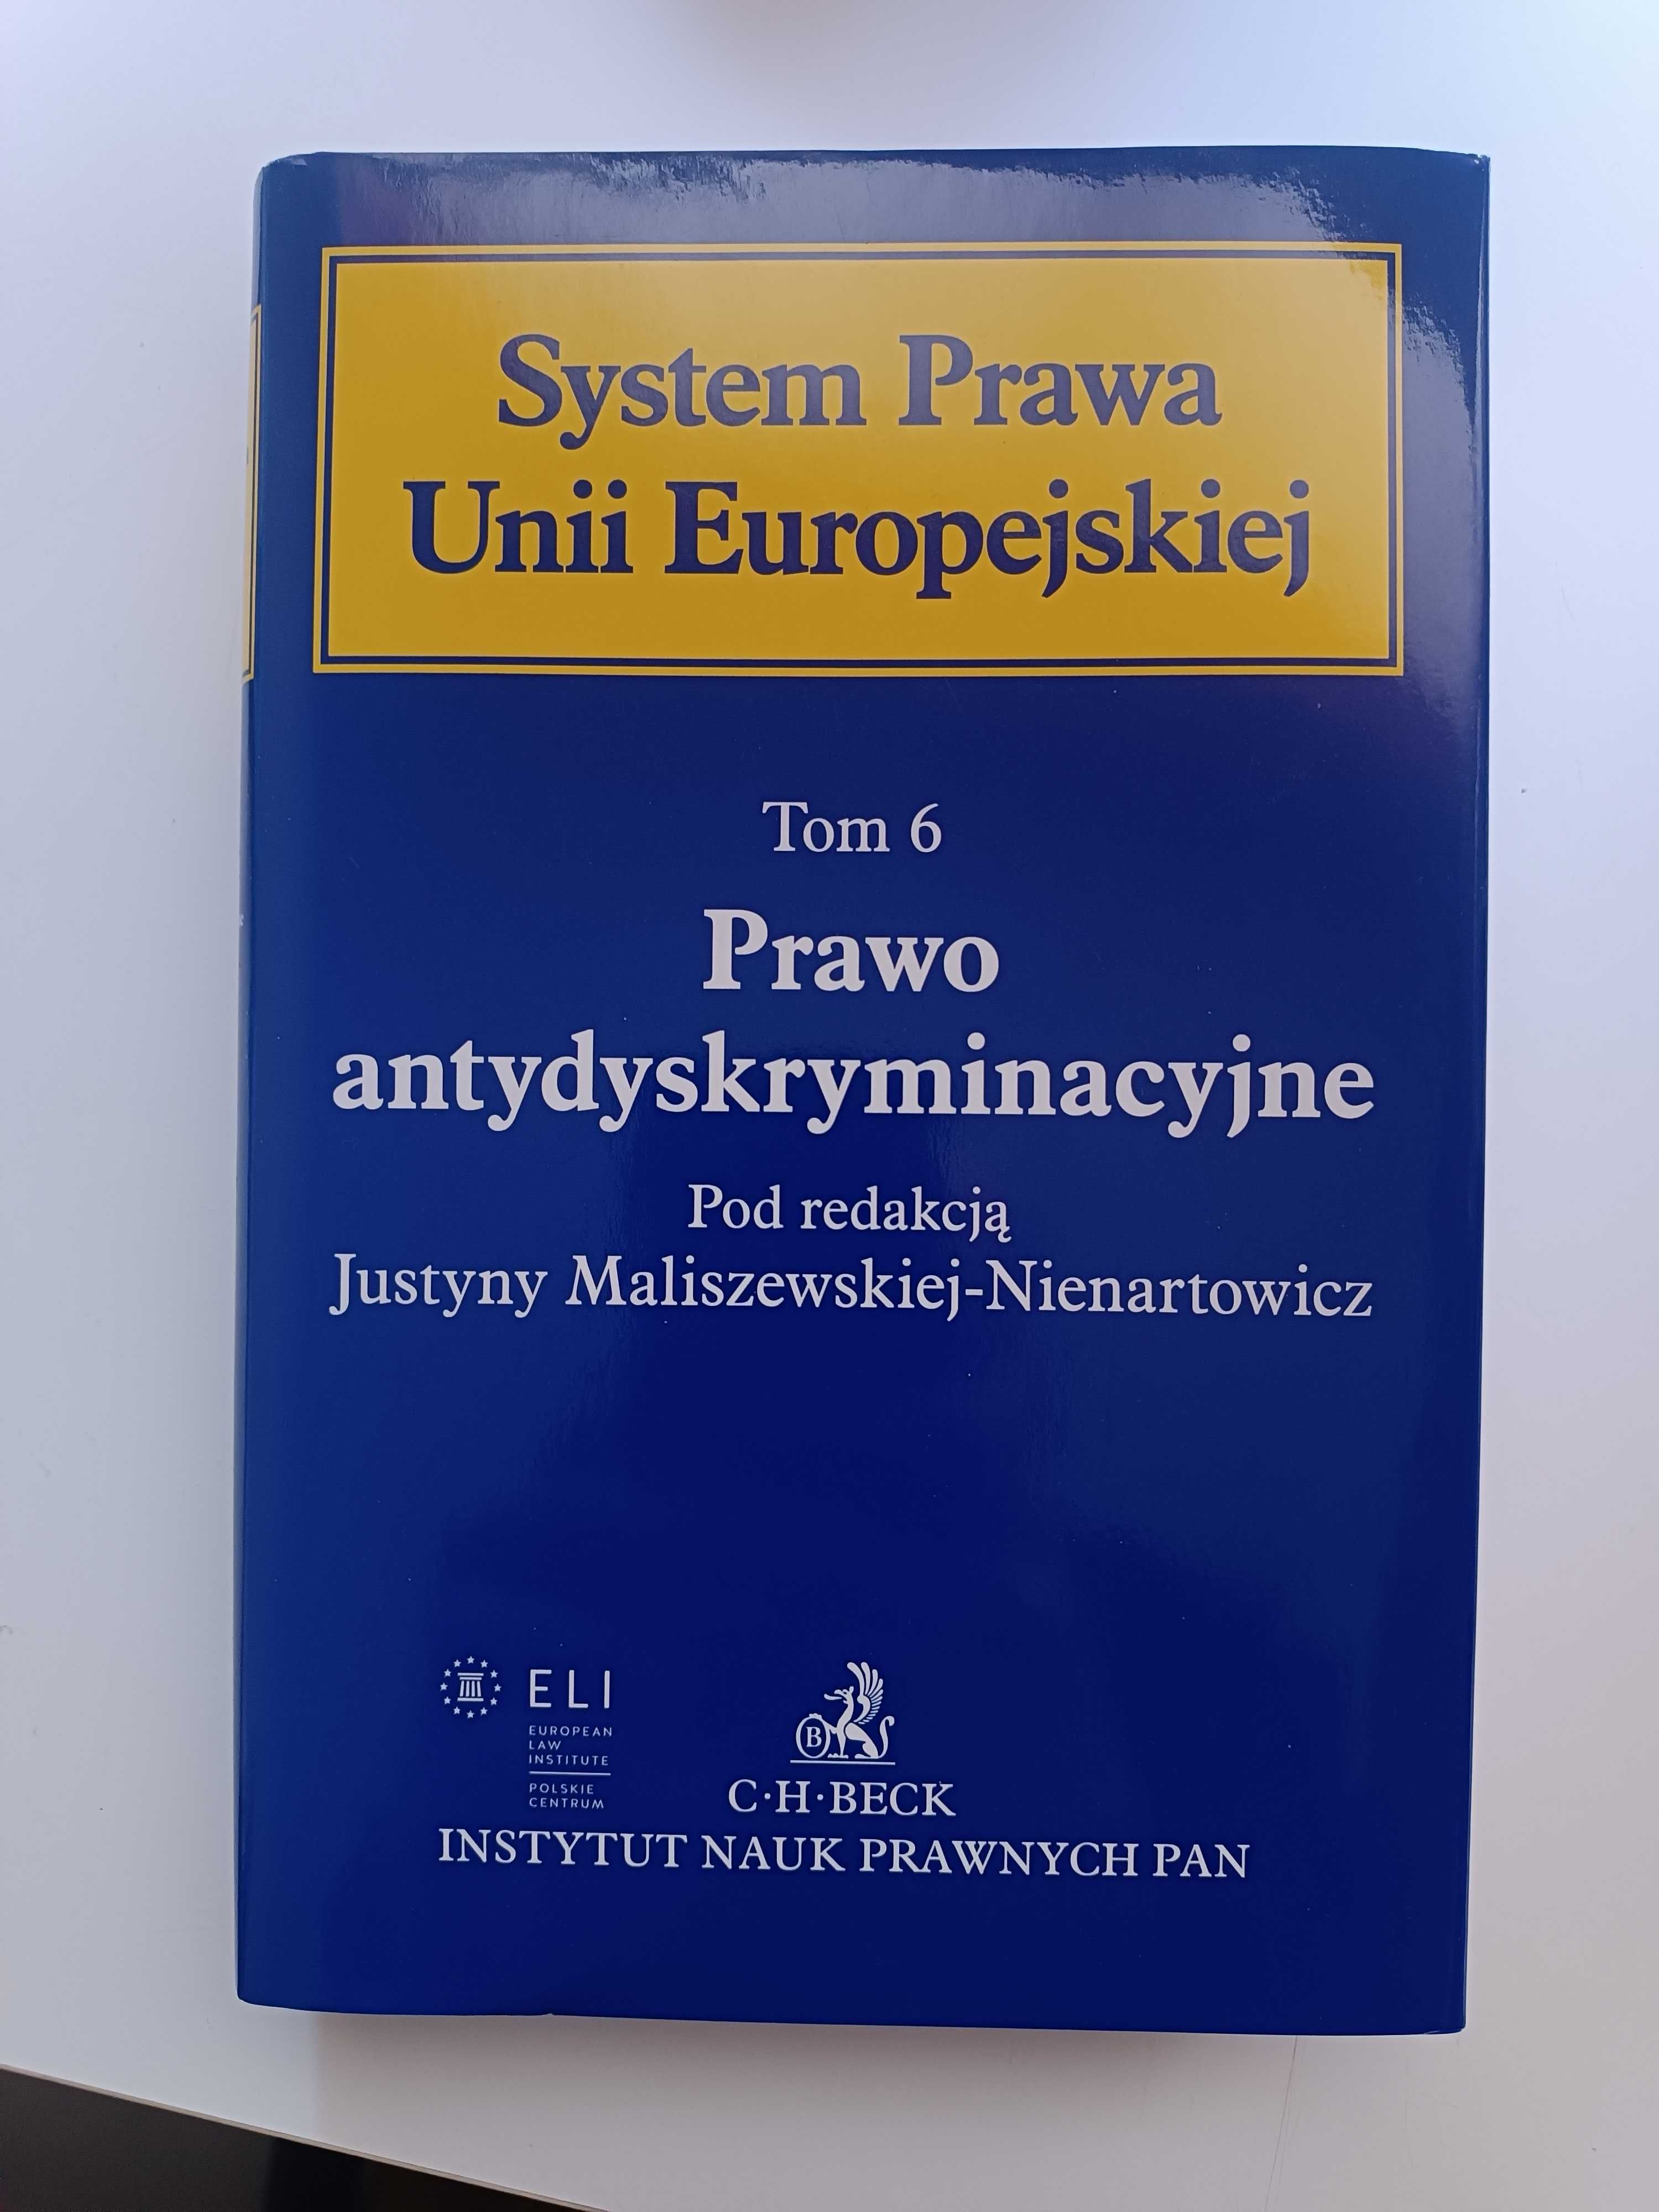 System Prawa
Unii Europejskiej
Tom 6
Prawo
antydyskryminacyjne
Pod redakcją
Justyny Maliszewskiej-Nienartowicz
ELI
EUROPEAN
LAW
INSTITUTE
POLSKIE
CENTRUM
B
C·H·BECK
INSTYTUT NAUK PRAWNYCH PAN